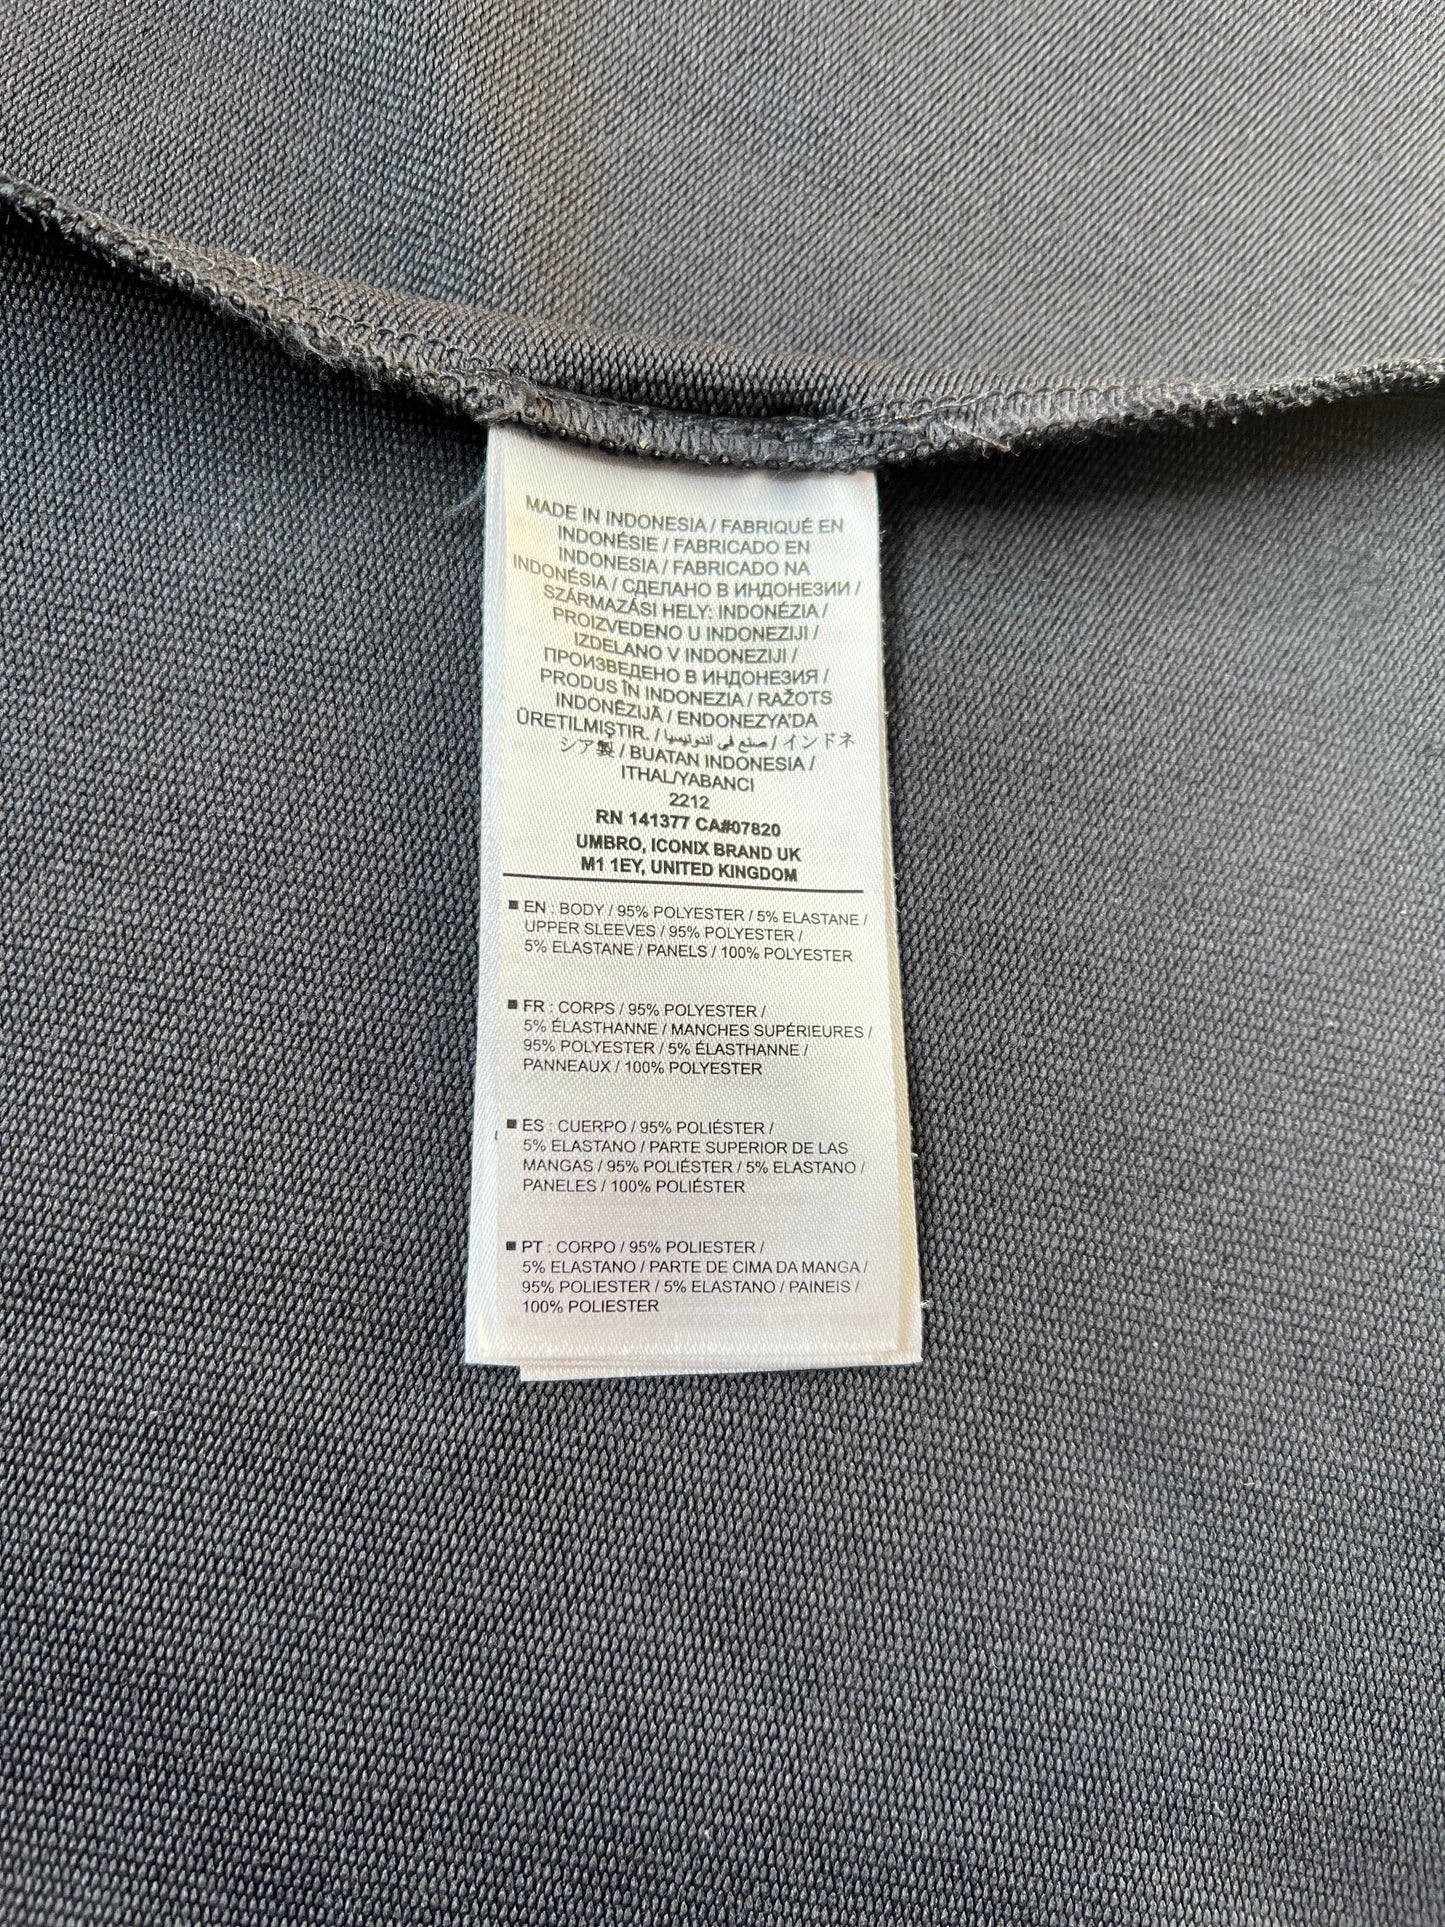 MADE IN INDONESIA / FABRIQUÉ EN
INDONÉSIE / FABRICADO EN
INDONESIA / FABRICADO NA
INDONÉSIA / СДЕЛАНО В ИНДОНЕЗИИ /
SZÁRMAZÁSI HELY: INDONÉZIA /
PROIZVEDENO U INDONEZIJI /
IZDELANO V INDONEZIJI /
ПРОИЗВЕДЕНО В ИНДОНЕЗИЯ /
PRODUS ÎN INDONEZIA / RAŽOTS
INDONĒZIJĀ / ENDONEZYA'DA
ÜRETILMIŞTIR. / صنع في اندونيسيا / インドネ
シア製 / BUATAN INDONESIA /
ITHAL/YABANCI
2212
RN 141377 CA#07820
UMBRO, ICONIX BRAND UK
M1 1EY, UNITED KINGDOM
■ EN : BODY / 95% POLYESTER / 5% ELASTANE /
UPPER SLEEVES / 95% POLYESTER /
5% ELASTANE / PANELS / 100% POLYESTER
■ FR : CORPS / 95% POLYESTER /
5% ÉLASTHANNE / MANCHES SUPÉRIEURES /
95% POLYESTER / 5% ÉLASTHANNE /
PANNEAUX / 100% POLYESTER
■ ES : CUERPO / 95% POLIÉSTER /
5% ELASTANO / PARTE SUPERIOR DE LAS
MANGAS / 95% POLIÉSTER / 5% ELASTANO /
PANELES / 100% POLIÉSTER
■ PT : CORPO / 95% POLIESTER /
5% ELASTANO / PARTE DE CIMA DA MANGA /
95% POLIESTER / 5% ELASTANO / PAINEIS /
100% POLIESTER